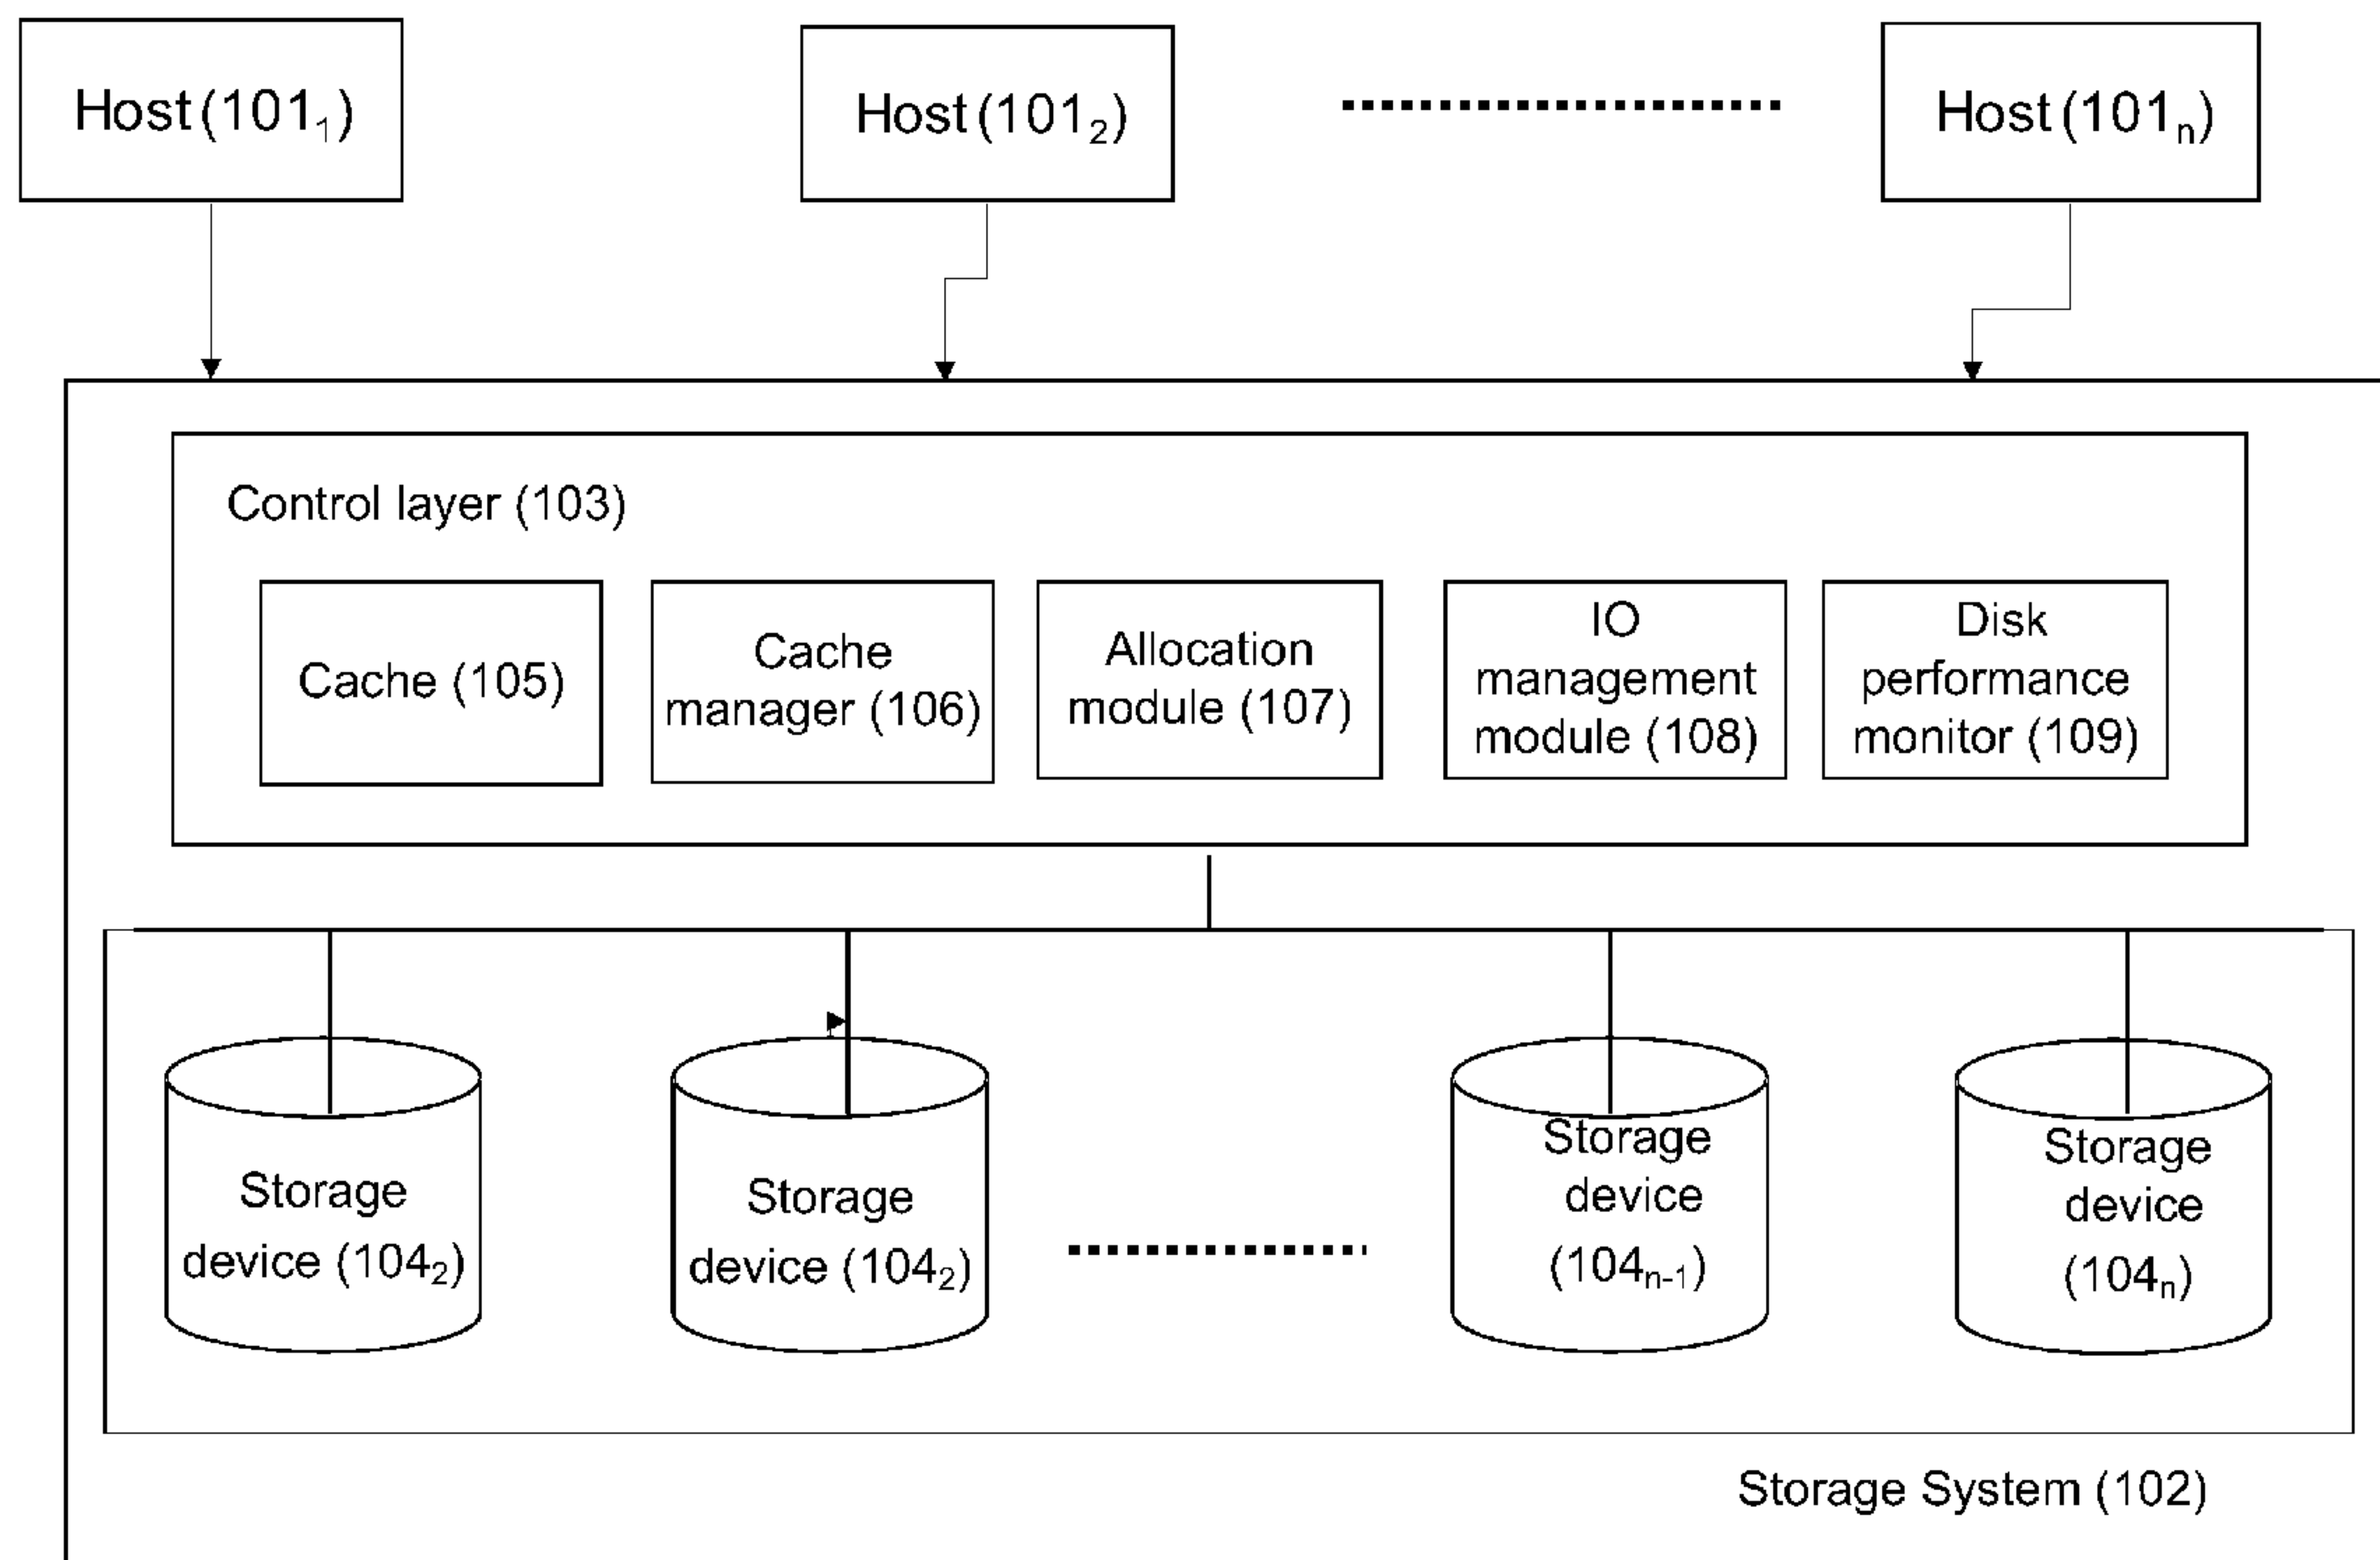 Host (101₁)
Host (101₂)
Host (101ₙ)
Control layer (103)
Cache (105)
Cache
manager (106)
Allocation
module (107)
IO
management
module (108)
Disk
performance
monitor (109)
Storage
device (104₂)
Storage
device (104₂)
Storage
device
(104ₙ₋₁)
Storage
device
(104ₙ)
Storage System (102)